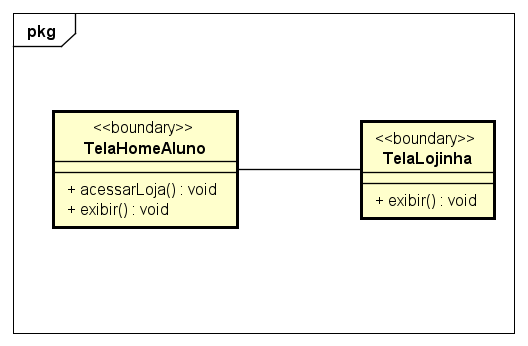 pkg
<<boundary>>
TelaHomeAluno
+ acessarLoja() : void
+ exibir() : void
<<boundary>>
TelaLojinha
+ exibir() : void